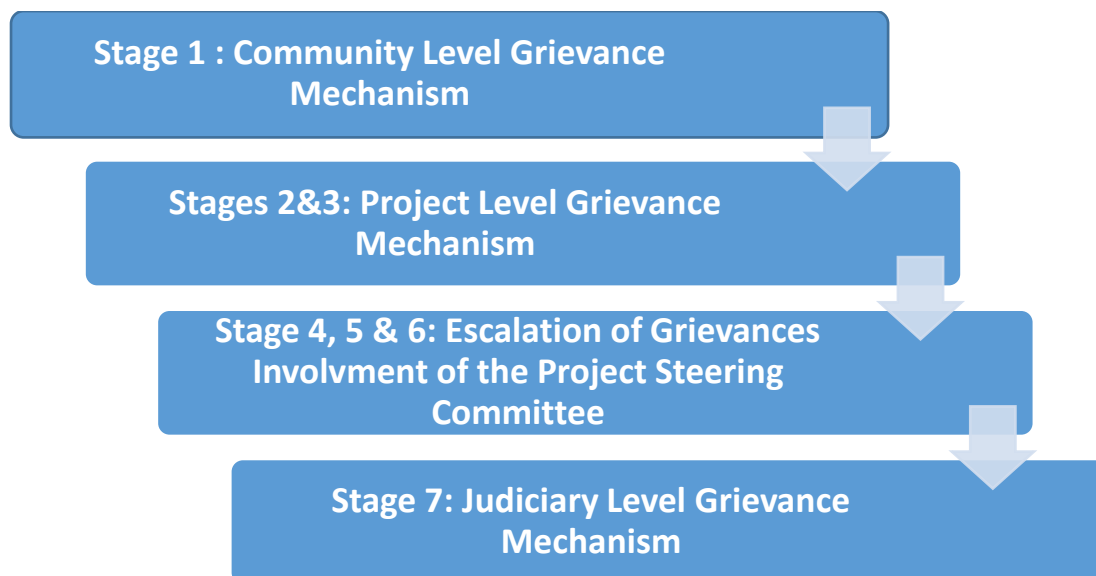 Stage 1 : Community Level Grievance
Mechanism
Stages 2&3: Project Level Grievance
Mechanism
Stage 4, 5 & 6: Escalation of Grievances
Involvment of the Project Steering
Committee
Stage 7: Judiciary Level Grievance
Mechanism